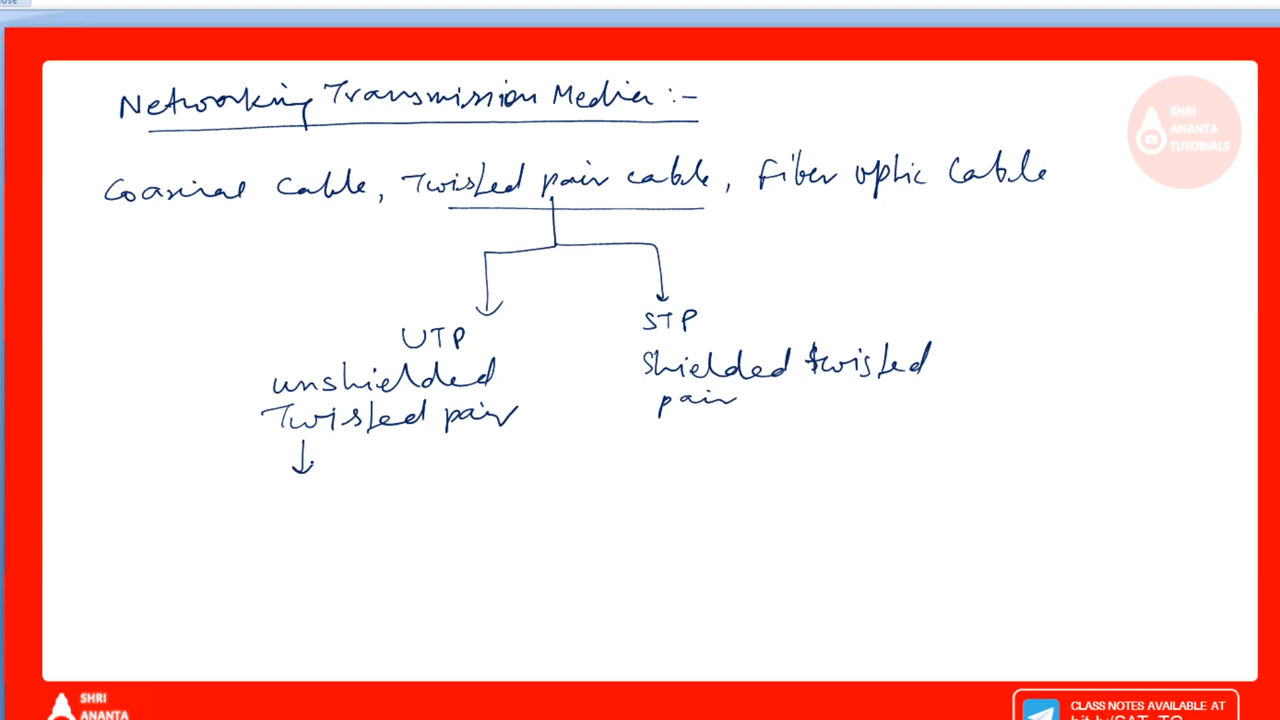 Networking Transmission Media :-
SHRI
ANANTA
TUTORIALS
Coaxial Cable, Twisted pair cable, Fiber optic Cable
UTP
STP
unshielded
Shielded twisted
Twisted pair
pair
SHRI
ANANTA
CLASS NOTES AVAILABLE AT